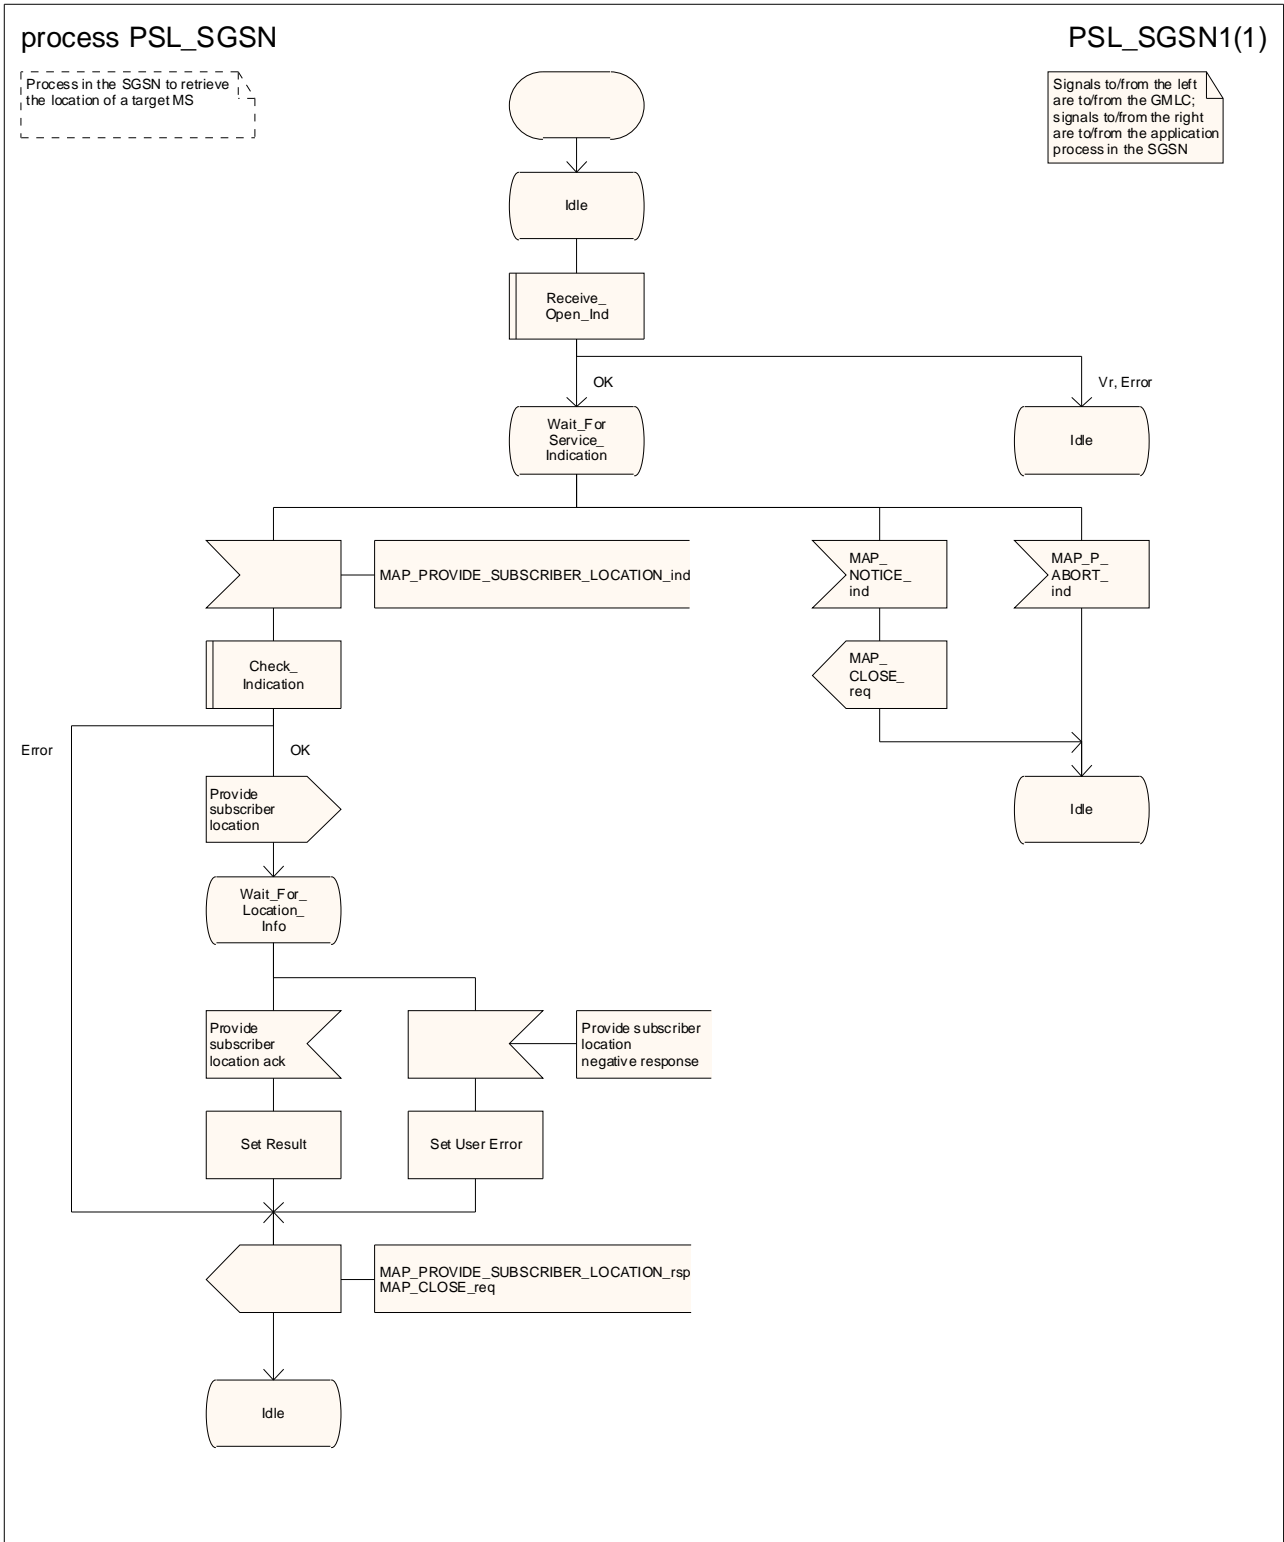 process PSL_SGSN
PSL_SGSN1(1)
Process in the SGSN to retrieve
the location of a target MS
Signals to/from the left
are to/from the GMLC;
signals to/from the right
are to/from the application
process in the SGSN
Idle
Receive_
Open_Ind
OK
Vr, Error
Wait_For
Service_
Indication
Idle
MAP_PROVIDE_SUBSCRIBER_LOCATION_ind
MAP_
NOTICE_
ind
MAP_P_
ABORT_
ind
Check_
Indication
MAP_
CLOSE_
req
Error
OK
Provide
subscriber
location
Idle
Wait_For_
Location_
Info
Provide
subscriber
location ack
Provide subscriber
location
negative response
Set Result
Set User Error
MAP_PROVIDE_SUBSCRIBER_LOCATION_rsp
MAP_CLOSE_req
Idle